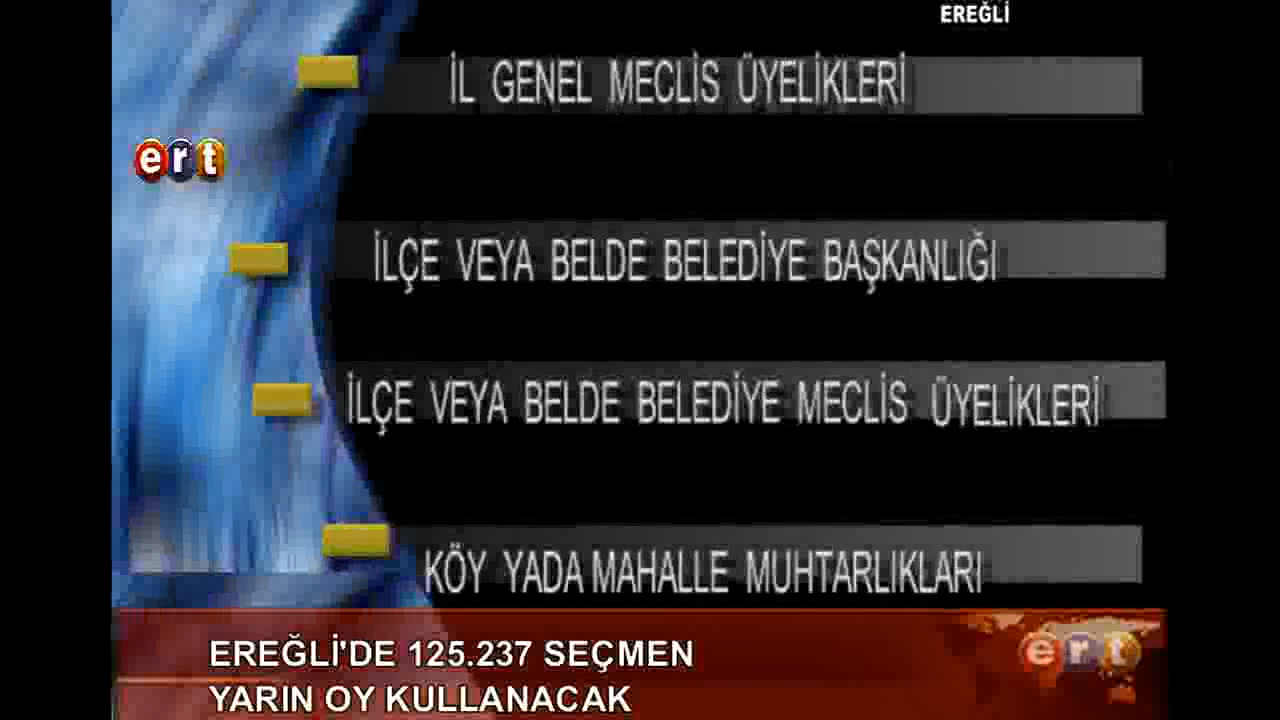 EREĞLİ
İL GENEL MECLİS ÜYELİKLERİ
ert
İLÇE VEYA BELDE BELEDİYE BAŞKANLIĞI
İLÇE VEYA BELDE BELEDİYE MECLİS ÜYELİKLERİ
KÖY YADA MAHALLE MUHTARLIKLARI
EREĞLİ'DE 125.237 SEÇMEN
YARIN OY KULLANACAK
ert